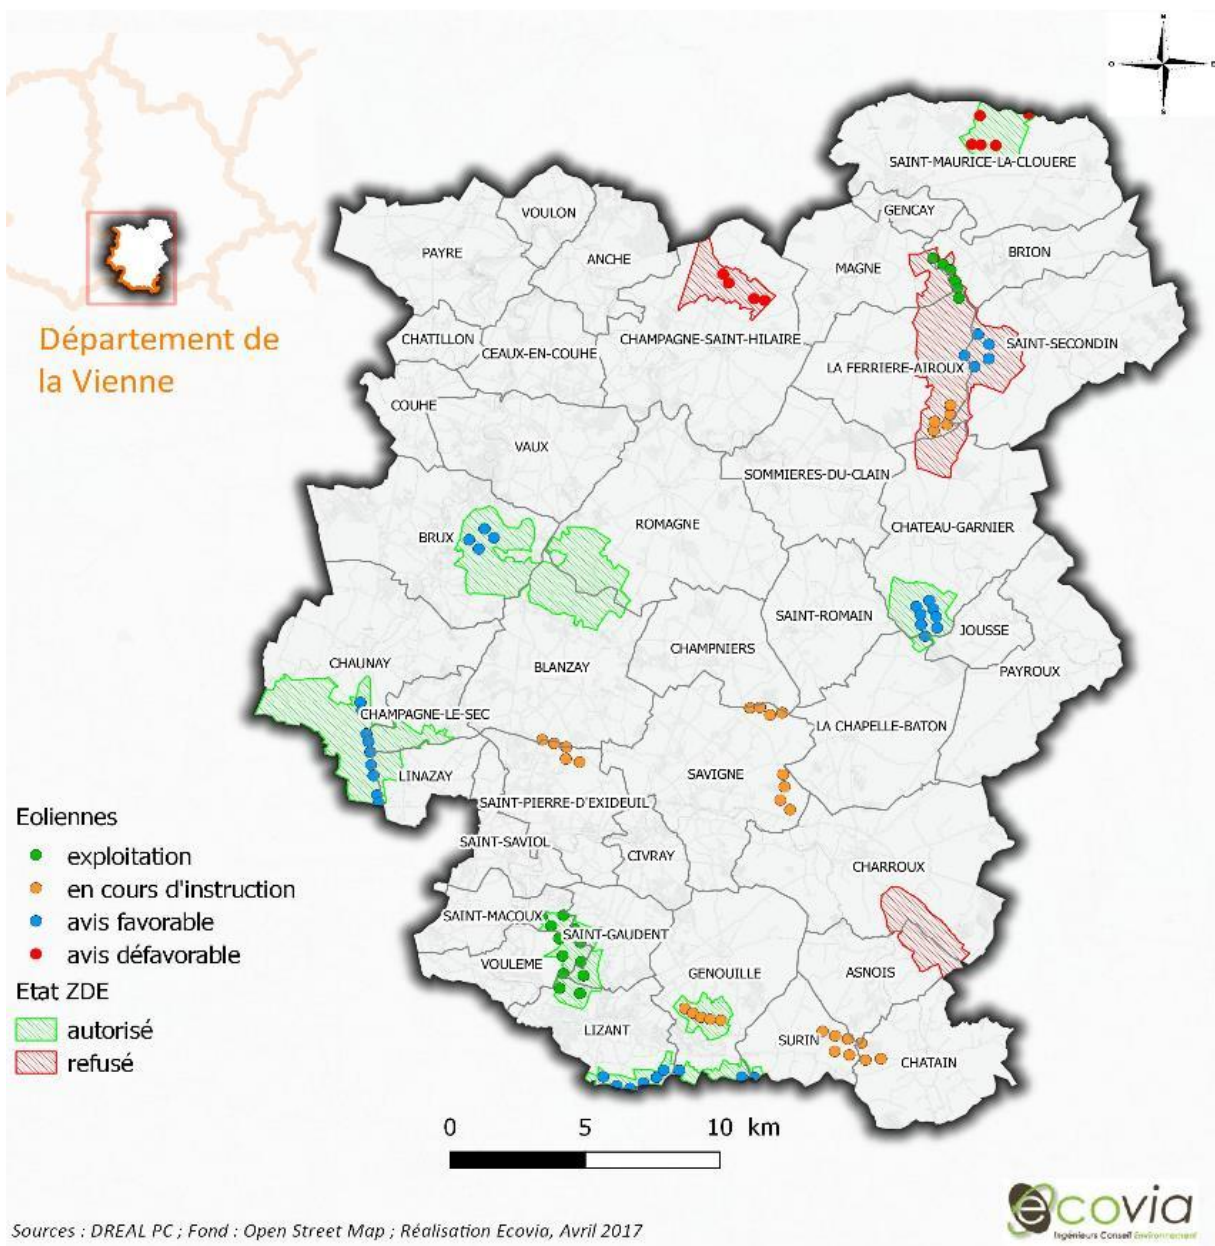 N
O
E
S
SAINT-MAURICE-LA-CLOUERE
GENCAY
VOULON
PAYRE
ANCHE
MAGNE
BRION
Département de
la Vienne
CHATILLON
CEAUX-EN-COUHE
CHAMPAGNE-SAINT-HILAIRE
SAINT-SECONDIN
LA FERRIERE-AIROUX
COUHE
VAUX
SOMMIERES-DU-CLAIN
BRUX
ROMAGNE
CHATEAU-GARNIER
SAINT-ROMAIN
JOUSSE
CHAUNAY
BLANZAY
CHAMPNIERS
PAYROUX
CHAMPAGNE-LE-SEC
LA CHAPELLE-BATON
LINAZAY
SAVIGNE
SAINT-PIERRE-D'EXIDEUIL
SAINT-SAVIOL
CIVRAY
CHARROUX
SAINT-MACOUX
SAINT-GAUDENT
VOULEME
GENOUILLE
ASNOIS
LIZANT
SURIN
CHATAIN
Eoliennes
exploitation
en cours d'instruction
avis favorable
avis défavorable
Etat ZDE
autorisé
refusé
0 5 10 km
ecovia
Ingénieurs Conseil Environnement
Sources : DREAL PC ; Fond : Open Street Map ; Réalisation Ecovia, Avril 2017